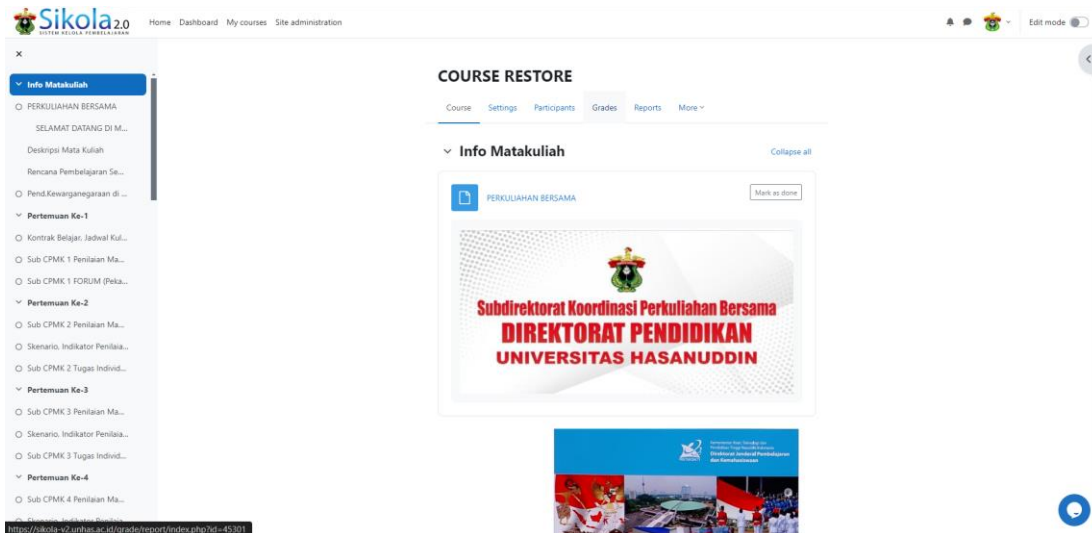 Sikola 2.0
SISTEM KELOLA PEMBELAJARAN
Home Dashboard My courses Site administration
Edit mode
Info Matakuliah
PERKULIAHAN BERSAMA
SELAMAT DATANG DI M...
Deskripsi Mata Kuliah
Rencana Pembelajaran Se...
Pend.Kewarganegaraan di ...
Pertemuan Ke-1
Kontrak Belajar, Jadwal Kul...
Sub CPMK 1 Penilaian Ma...
Sub CPMK 1 FORUM (Peka...
Pertemuan Ke-2
Sub CPMK 2 Penilaian Ma...
Skenario, Indikator Penilaia...
Sub CPMK 2 Tugas Individ...
Pertemuan Ke-3
Sub CPMK 3 Penilaian Ma...
Skenario, Indikator Penilaia...
Sub CPMK 3 Tugas Individ...
Pertemuan Ke-4
Sub CPMK 4 Penilaian Ma...
https://sikola-v2.unhas.ac.id/grade/report/index.php?id=45301
COURSE RESTORE
Course Settings Participants Grades Reports More
Info Matakuliah Collapse all
PERKULIAHAN BERSAMA Mark as done
Subdirektorat Koordinasi Perkuliahan Bersama
DIREKTORAT PENDIDIKAN
UNIVERSITAS HASANUDDIN
Direktorat Jenderal Pembelajaran
dan Kemahasiswaan